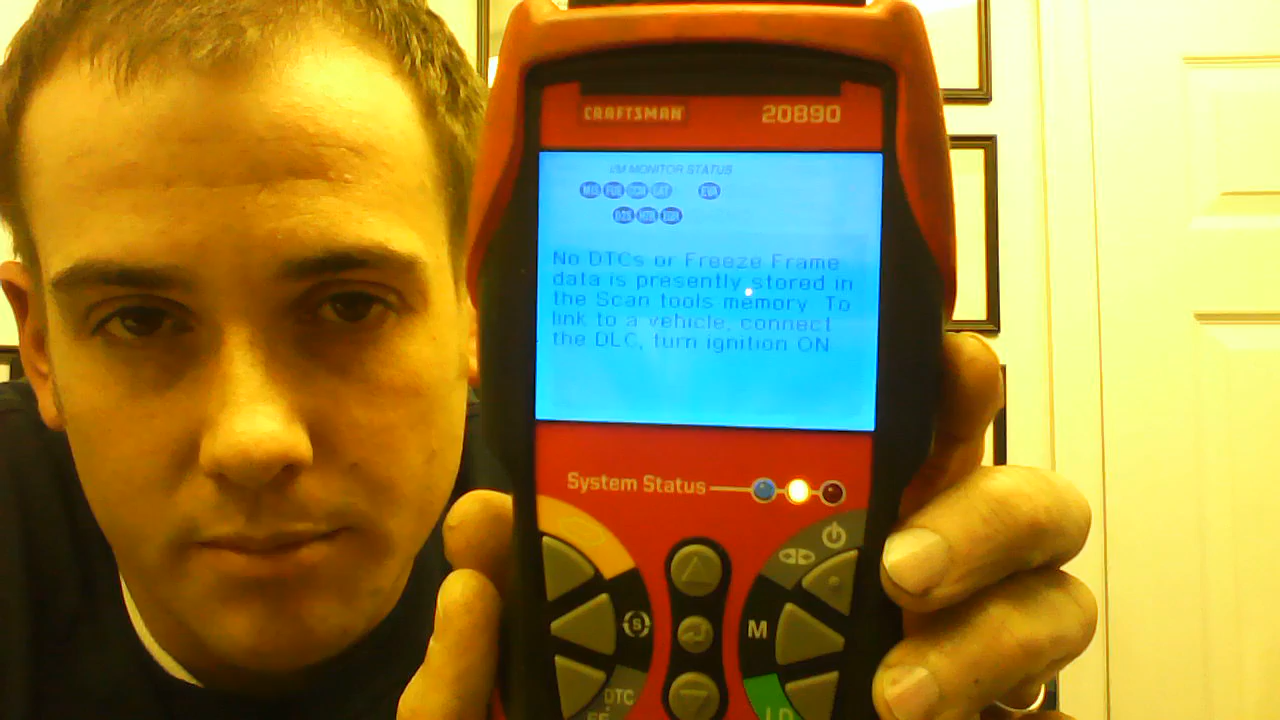 CRAFTSMAN 20890
I/M MONITOR STATUS
No DTCs or Freeze Frame
data is presently stored in
the Scan tools memory To
link to a vehicle, connect
the DLC, turn ignition ON
System Status
S
M
DTC
LD